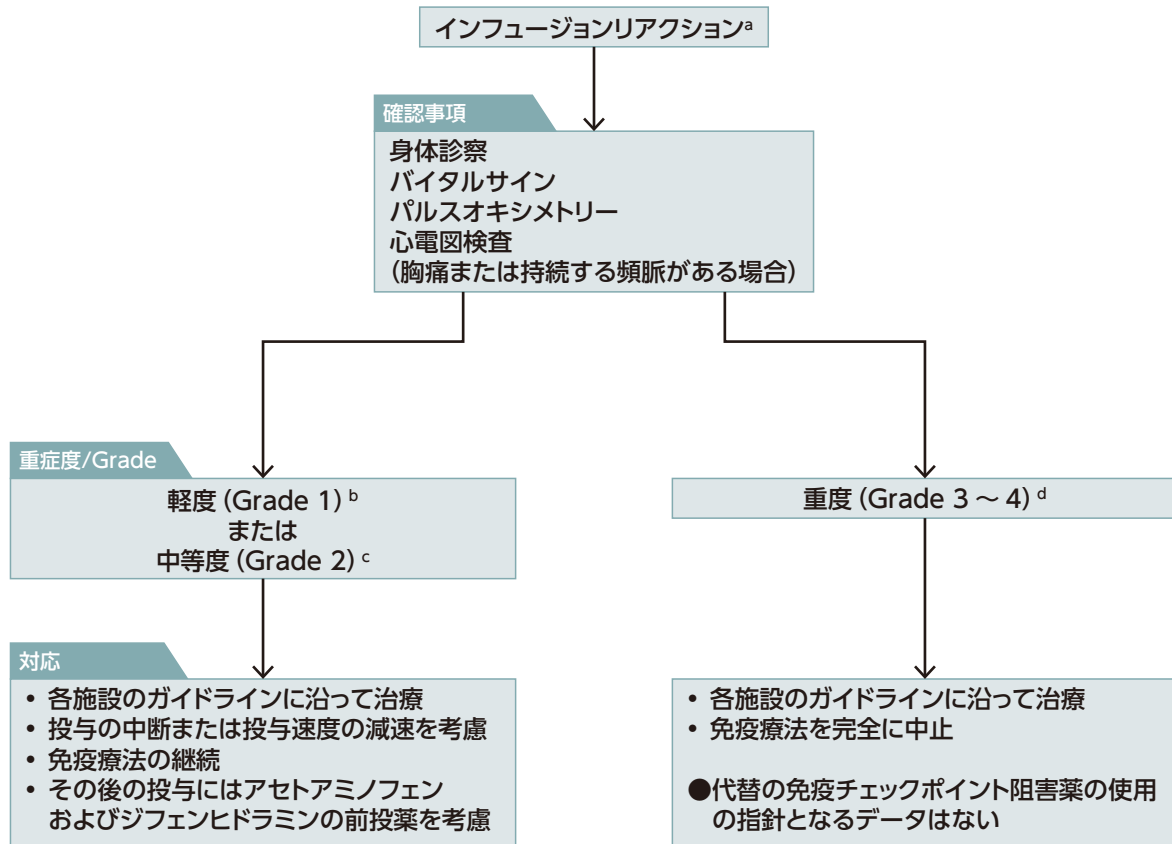 インフュージョンリアクションa
確認事項
身体診察
バイタルサイン
パルスオキシメトリー
心電図検査
(胸痛または持続する頻脈がある場合)
重症度/Grade
軽度 (Grade 1) b
または
中等度 (Grade 2) c
重度 (Grade 3 ～ 4) d
対応
• 各施設のガイドラインに沿って治療
• 投与の中断または投与速度の減速を考慮
• 免疫療法の継続
• その後の投与にはアセトアミノフェン
およびジフェンヒドラミンの前投薬を考慮
• 各施設のガイドラインに沿って治療
• 免疫療法を完全に中止
●代替の免疫チェックポイント阻害薬の使用
の指針となるデータはない